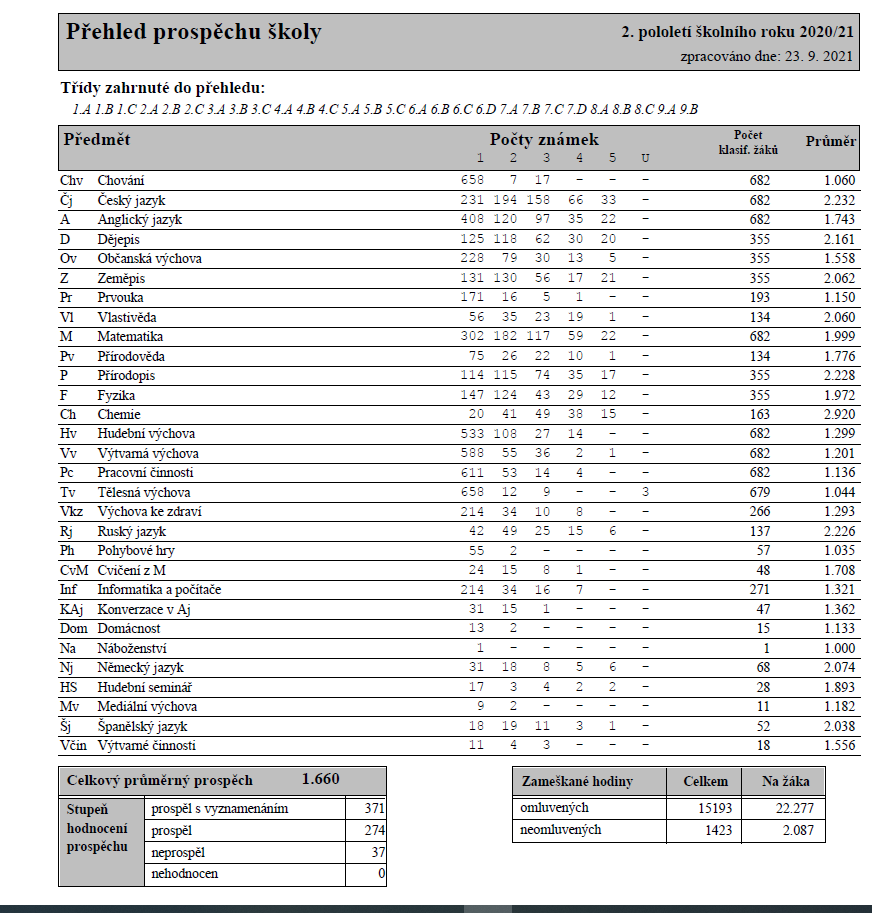 Přehled prospěchu školy 2. pololetí školního roku 2020/21
zpracováno dne: 23. 9. 2021
Třídy zahrnuté do přehledu:
1.A 1.B 1.C 2.A 2.B 2.C 3.A 3.B 3.C 4.A 4.B 4.C 5.A 5.B 5.C 6.A 6.B 6.C 6.D 7.A 7.B 7.C 7.D 8.A 8.B 8.C 9.A 9.B
Předmět Počty známek Počet klasif. žáků Průměr
1 2 3 4 5 U
Chv Chování 658 7 17 - - - 682 1.060
Čj Český jazyk 231 194 158 66 33 - 682 2.232
A Anglický jazyk 408 120 97 35 22 - 682 1.743
D Dějepis 125 118 62 30 20 - 355 2.161
Ov Občanská výchova 228 79 30 13 5 - 355 1.558
Z Zeměpis 131 130 56 17 21 - 355 2.062
Pr Prvouka 171 16 5 1 - - 193 1.150
Vl Vlastivěda 56 35 23 19 1 - 134 2.060
M Matematika 302 182 117 59 22 - 682 1.999
Pv Přírodověda 75 26 22 10 1 - 134 1.776
P Přírodopis 114 115 74 35 17 - 355 2.228
F Fyzika 147 124 43 29 12 - 355 1.972
Ch Chemie 20 41 49 38 15 - 163 2.920
Hv Hudební výchova 533 108 27 14 - - 682 1.299
Vv Výtvarná výchova 588 55 36 2 1 - 682 1.201
Pc Pracovní činnosti 611 53 14 4 - - 682 1.136
Tv Tělesná výchova 658 12 9 - - 3 679 1.044
Vkz Výchova ke zdraví 214 34 10 8 - - 266 1.293
Rj Ruský jazyk 42 49 25 15 6 - 137 2.226
Ph Pohybové hry 55 2 - - - - 57 1.035
CvM Cvičení z M 24 15 8 1 - - 48 1.708
Inf Informatika a počítače 214 34 16 7 - - 271 1.321
KAj Konverzace v Aj 31 15 1 - - - 47 1.362
Dom Domácnost 13 2 - - - - 15 1.133
Na Náboženství 1 - - - - - 1 1.000
Nj Německý jazyk 31 18 8 5 6 - 68 2.074
HS Hudební seminář 17 3 4 2 2 - 28 1.893
Mv Mediální výchova 9 2 - - - - 11 1.182
Šj Španělský jazyk 18 19 11 3 1 - 52 2.038
Včin Výtvarné činnosti 11 4 3 - - - 18 1.556
Celkový průměrný prospěch 1.660
Stupeň hodnocení prospěchu
prospěl s vyznamenáním 371
prospěl 274
neprospěl 37
nehodnocen 0
Zameškané hodiny Celkem Na žáka
omluvených 15193 22.277
neomluvených 1423 2.087